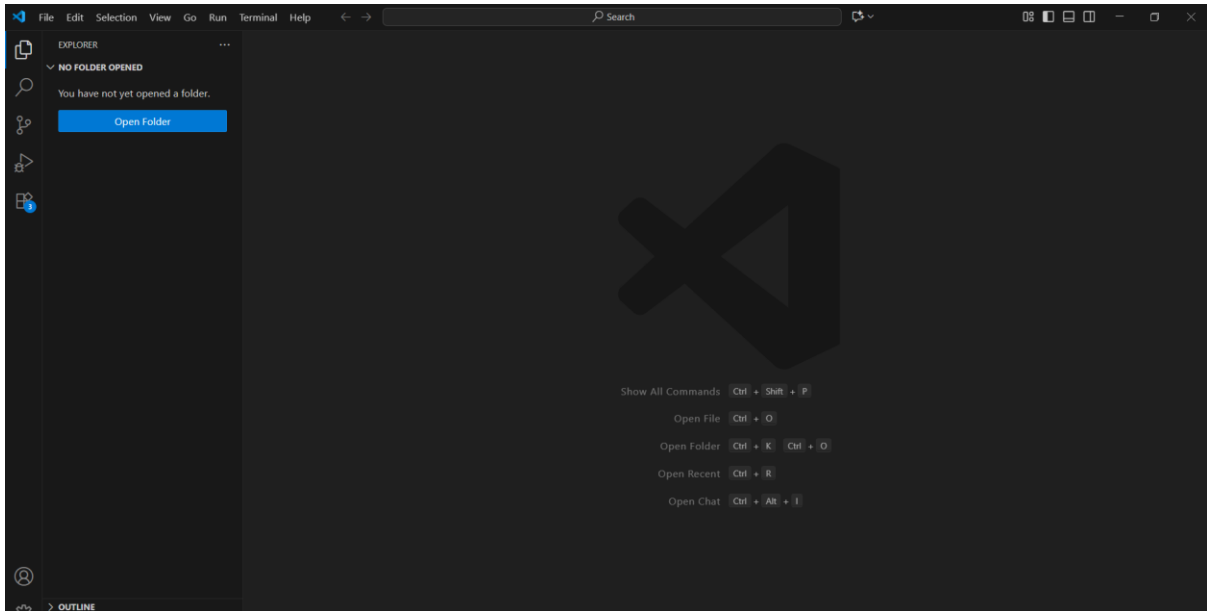 File Edit Selection View Go Run Terminal Help
Search
EXPLORER
NO FOLDER OPENED
You have not yet opened a folder.
Open Folder
3
Show All Commands Ctrl + Shift + P
Open File Ctrl + O
Open Folder Ctrl + K Ctrl + O
Open Recent Ctrl + R
Open Chat Ctrl + Alt + I
OUTLINE